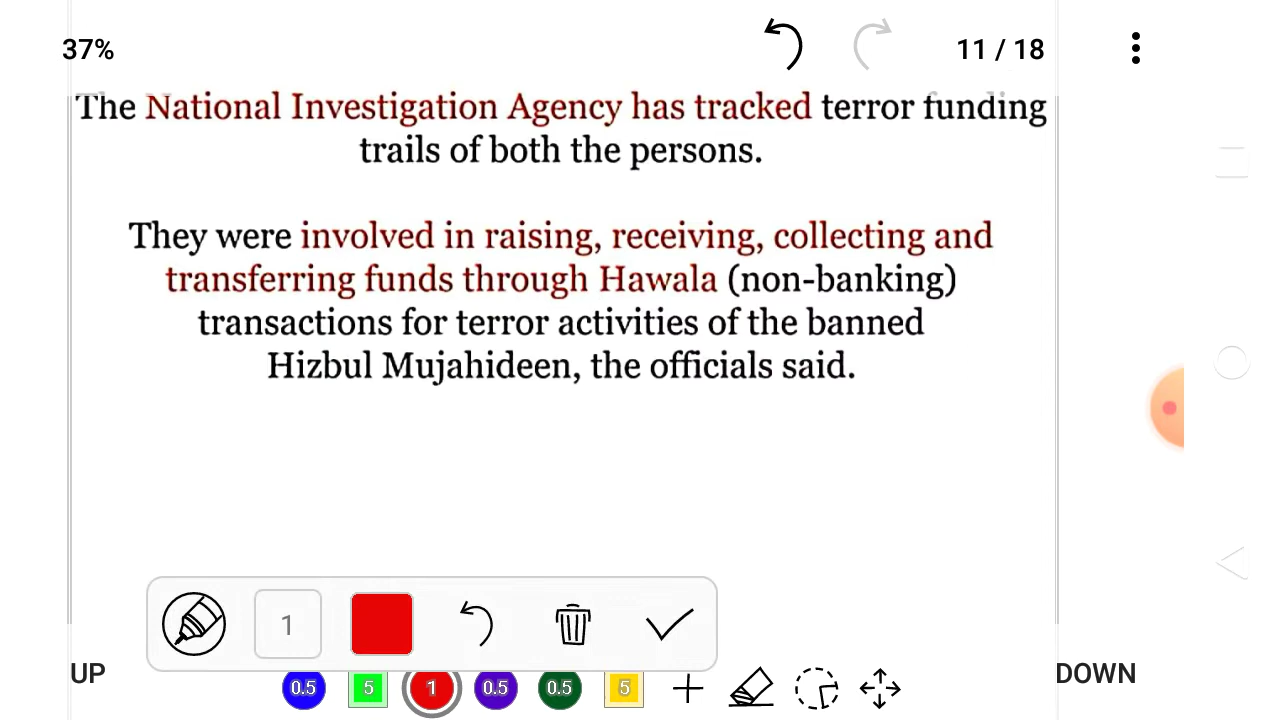 37%
11 / 18
The National Investigation Agency has tracked terror funding
trails of both the persons.
They were involved in raising, receiving, collecting and
transferring funds through Hawala (non-banking)
transactions for terror activities of the banned
Hizbul Mujahideen, the officials said.
1
UP
DOWN
0.5
5
1
0.5
0.5
5